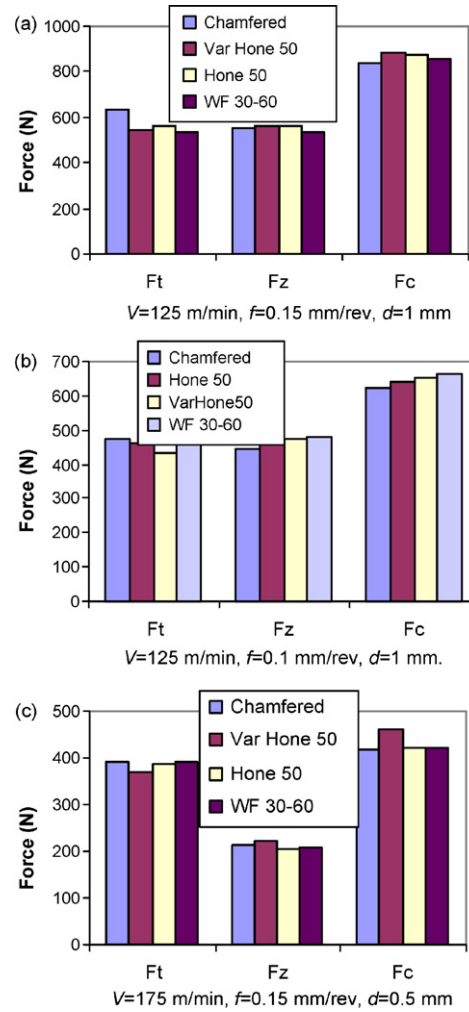 (a)
1000
800
600
400
200
0
Force (N)
Chamfered
Var Hone 50
Hone 50
WF 30-60
Ft Fz Fc
V=125 m/min, f=0.15 mm/rev, d=1 mm
(b)
700
600
500
400
300
200
100
0
Force (N)
Chamfered
Hone 50
VarHone50
WF 30-60
Ft Fz Fc
V=125 m/min, f=0.1 mm/rev, d=1 mm.
(c)
500
400
300
200
100
0
Force (N)
Chamfered
Var Hone 50
Hone 50
WF 30-60
Ft Fz Fc
V=175 m/min, f=0.15 mm/rev, d=0.5 mm